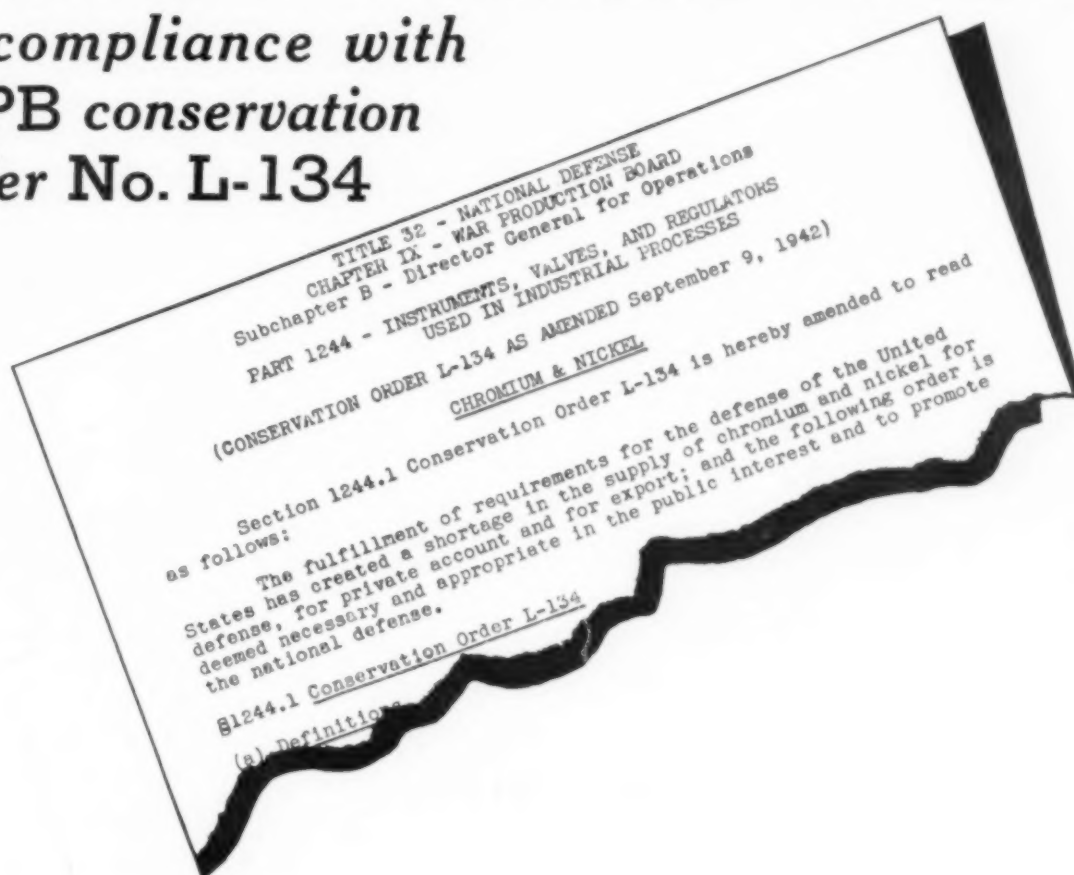 compliance with
PB conservation
er No. L-134
TITLE 32 - NATIONAL DEFENSE
CHAPTER IX - WAR PRODUCTION BOARD
Subchapter B - Director General for Operations
PART 1244 - INSTRUMENTS, VALVES, AND REGULATORS
USED IN INDUSTRIAL PROCESSES
(CONSERVATION ORDER L-134 AS AMENDED September 9, 1942)
CHROMIUM & NICKEL
Section 1244.1 Conservation Order L-134 is hereby amended to read
as follows:
The fulfillment of requirements for the defense of the United
States has created a shortage in the supply of chromium and nickel for
defense, for private account and for export; and the following order is
deemed necessary and appropriate in the public interest and to promote
the national defense.
§1244.1 Conservation Order L-134
(a) Definitions